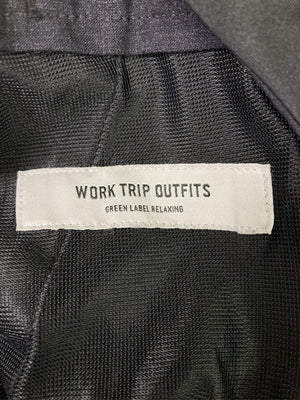 WORK TRIP OUTFITS
GREEN LABEL RELAXING